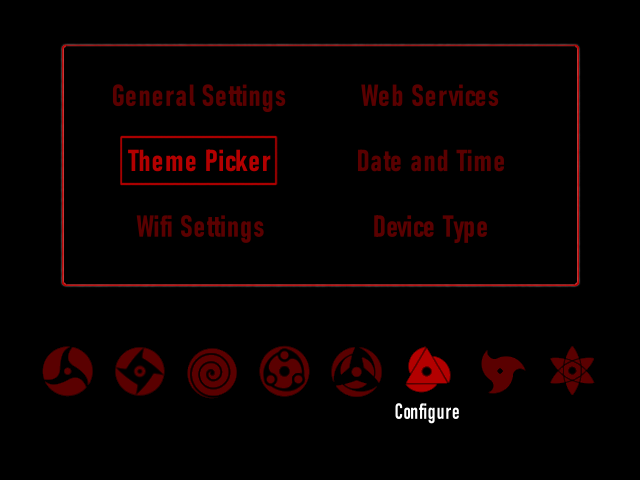 General Settings
Web Services
Theme Picker
Date and Time
Wifi Settings
Device Type
Configure